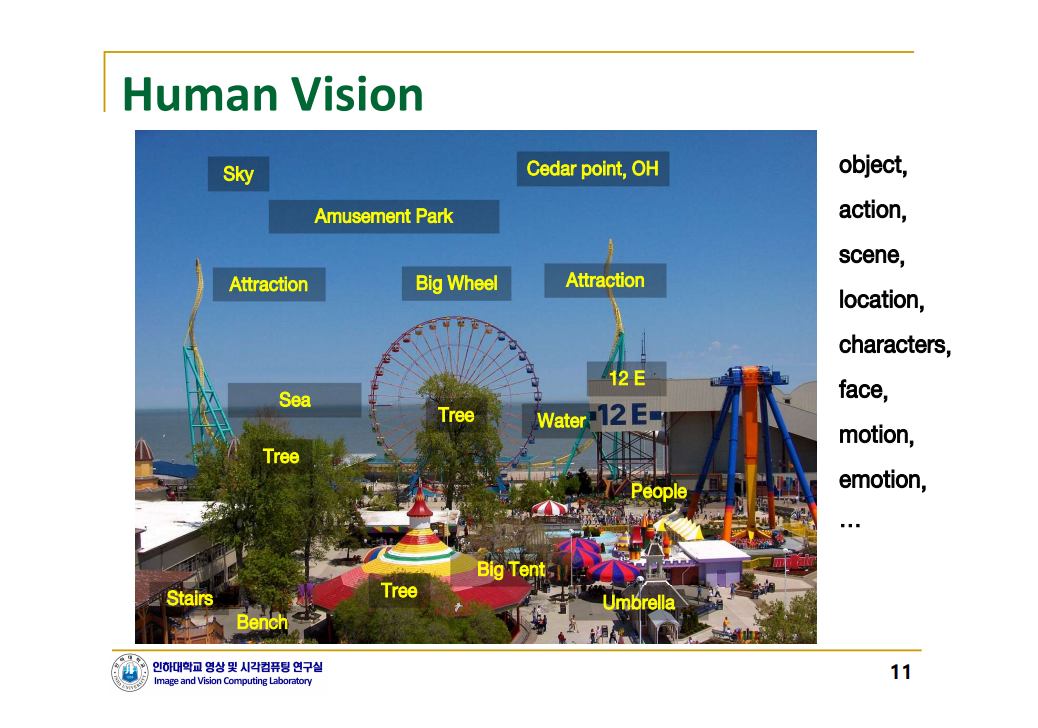 Human Vision
Sky
Cedar point, OH
Amusement Park
Attraction
Big Wheel
Attraction
12 E
Sea
Tree
Water
12 E
Tree
People
Big Tent
Tree
Stairs
Umbrella
Bench
object,
action,
scene,
location,
characters,
face,
motion,
emotion,
...
인하대학교 영상 및 시각컴퓨팅 연구실
Image and Vision Computing Laboratory
11